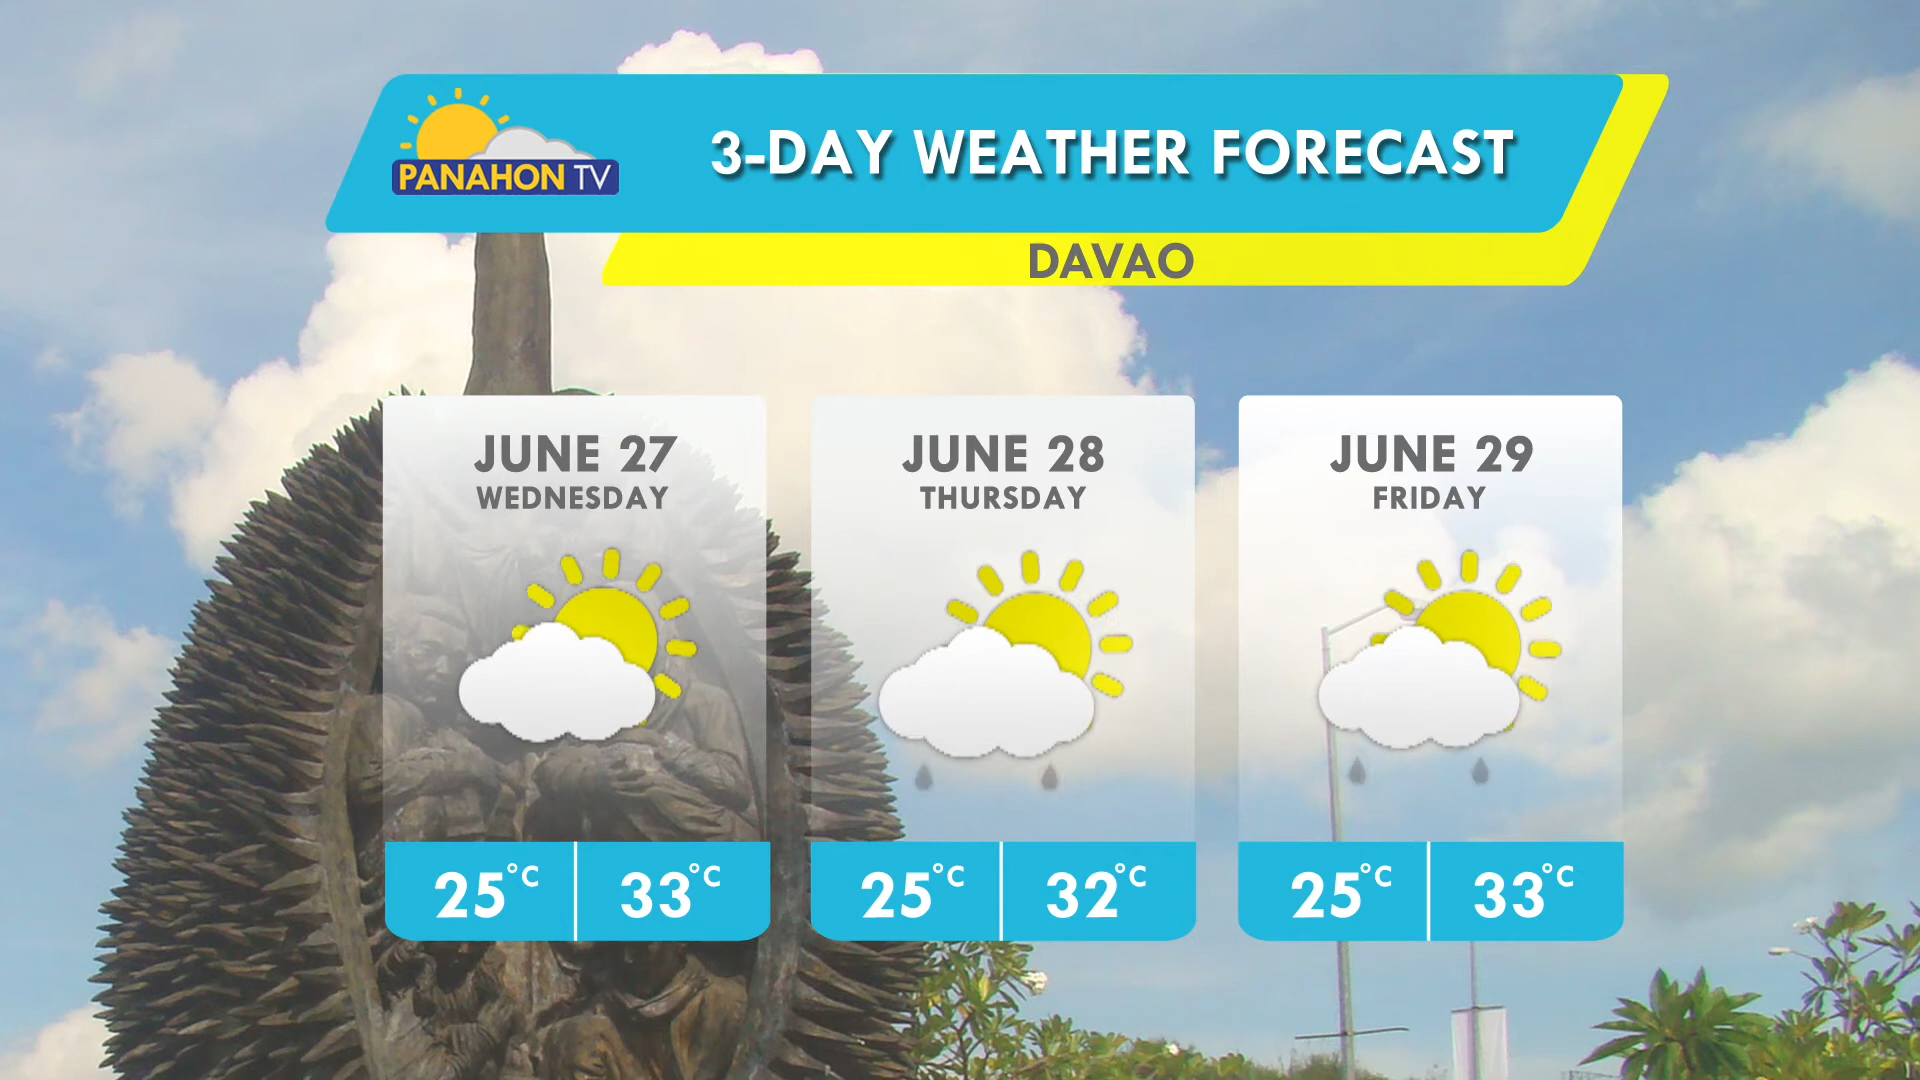 PANAHON TV
3-DAY WEATHER FORECAST
DAVAO
JUNE 27
WEDNESDAY
25°C 33°C
JUNE 28
THURSDAY
25°C 32°C
JUNE 29
FRIDAY
25°C 33°C